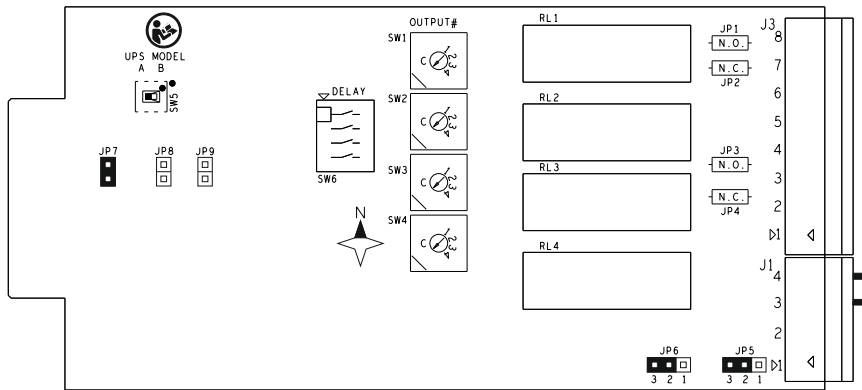 OUTPUT#
RL1
JP1
J3
SW1
N.O.
8
UPS MODEL
A B
N.C.
7
JP2
C
SW5
DELAY
6
SW2
RL2
5
C
JP7
JP8
JP9
JP3
4
N.O.
SW3
RL3
3
SW6
C
N.C.
JP4
2
N
SW4
1
C
RL4
J1
4
3
2
JP6
JP5
1
3 2 1
3 2 1